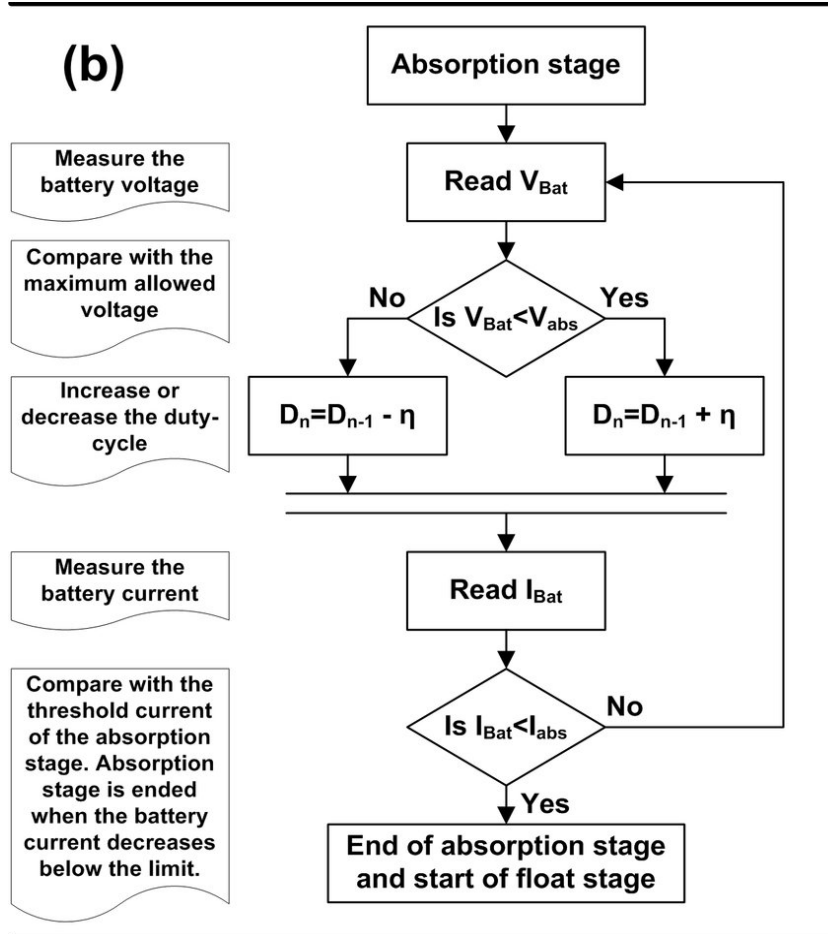 (b)
Absorption stage
Measure the
battery voltage
Read V_Bat
Compare with the
maximum allowed
voltage
No
Yes
Is V_Bat<V_abs
Increase or
decrease the duty-
cycle
D_n=D_n-1 - η
D_n=D_n-1 + η
Measure the
battery current
Read I_Bat
Compare with the
threshold current
of the absorption
stage. Absorption
stage is ended
when the battery
current decreases
below the limit.
Is I_Bat<I_abs
No
Yes
End of absorption stage
and start of float stage